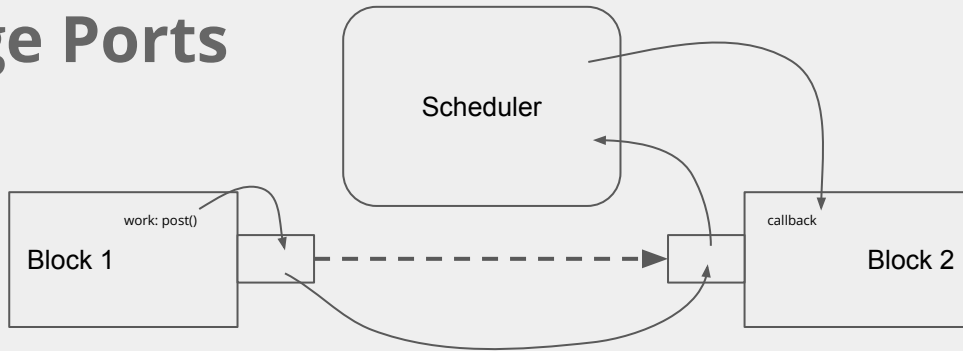 ge Ports
Scheduler
work: post()
callback
Block 1
Block 2